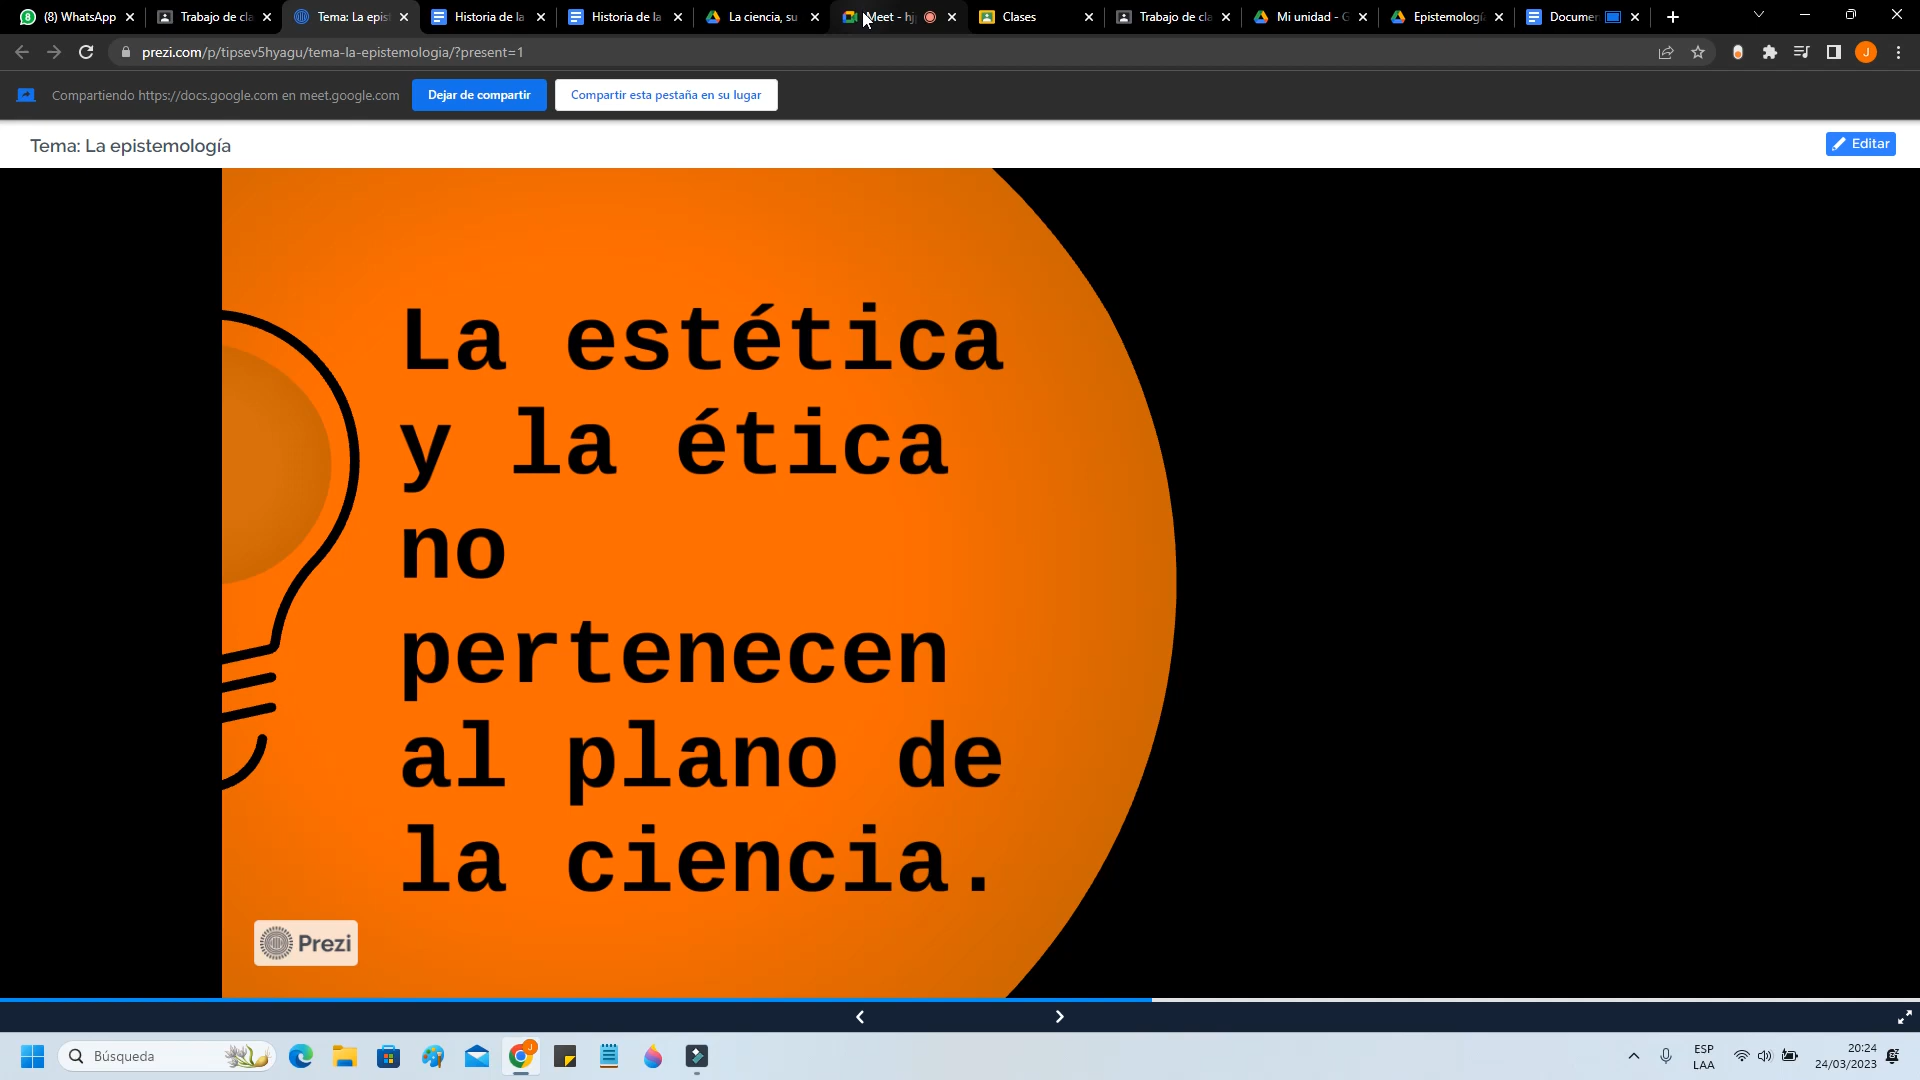 (8) WhatsApp
Trabajo de cla
Tema: La epis
Historia de la
Historia de la
La ciencia, su
Meet - hj
Clases
Trabajo de cla
Mi unidad - G
Epistemologí
Documen
prezi.com/p/tipsev5hyagu/tema-la-epistemologia/?present=1
J
Compartiendo https://docs.google.com en meet.google.com
Dejar de compartir
Compartir esta pestaña en su lugar
Tema: La epistemología
Editar
La estética
y la ética
no
pertenecen
al plano de
la ciencia.
Prezi
Búsqueda
ESP
LAA
20:24
24/03/2023